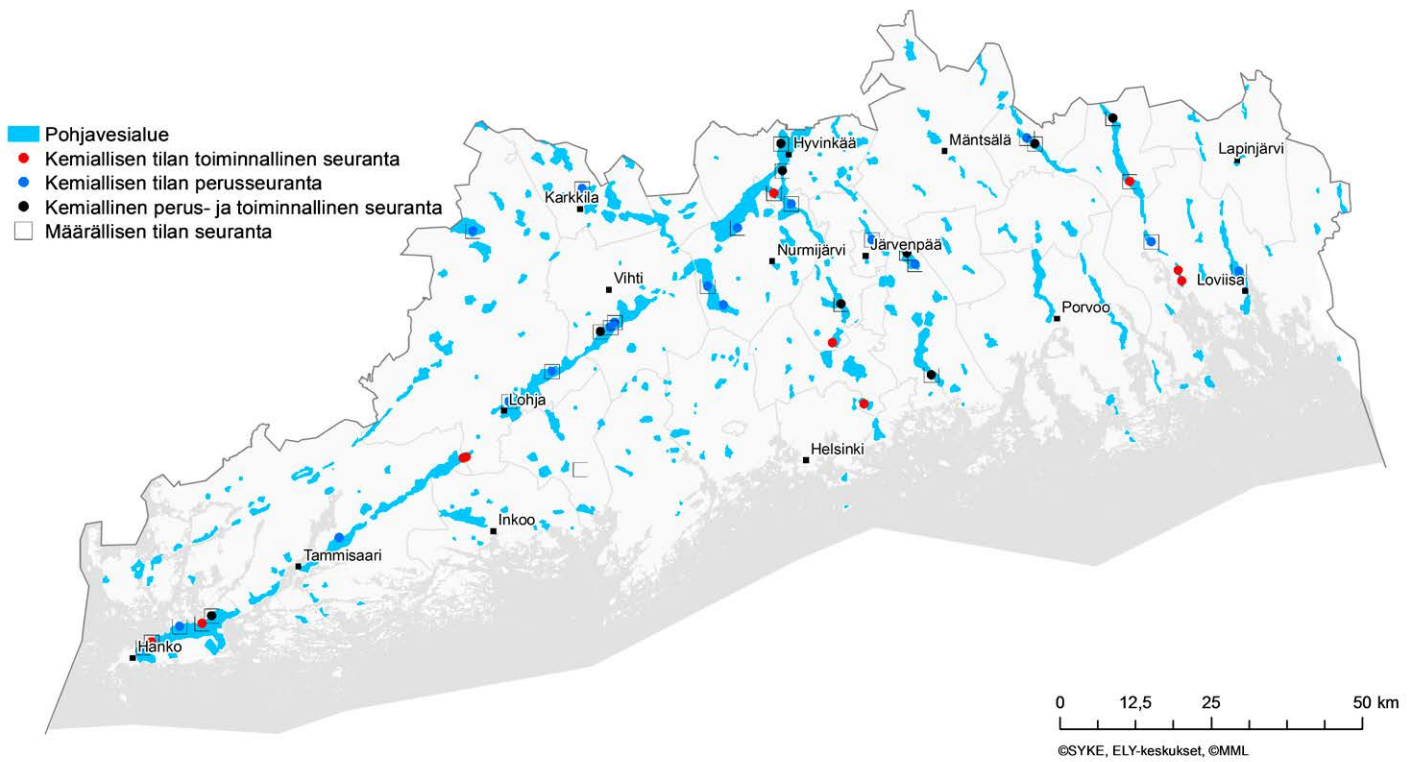 Pohjavesialue
Kemiallisen tilan toiminnallinen seuranta
Kemiallisen tilan perusseuranta
Kemiallinen perus- ja toiminnallinen seuranta
Määrällisen tilan seuranta
Hyvinkää
Mäntsälä
Lapinjärvi
Karkkila
Nurmijärvi
Järvenpää
Vihti
Loviisa
Porvoo
Lohja
Helsinki
Inkoo
Tammisaari
Hanko
0 12,5 25 50 km
©SYKE, ELY-keskukset, ©MML